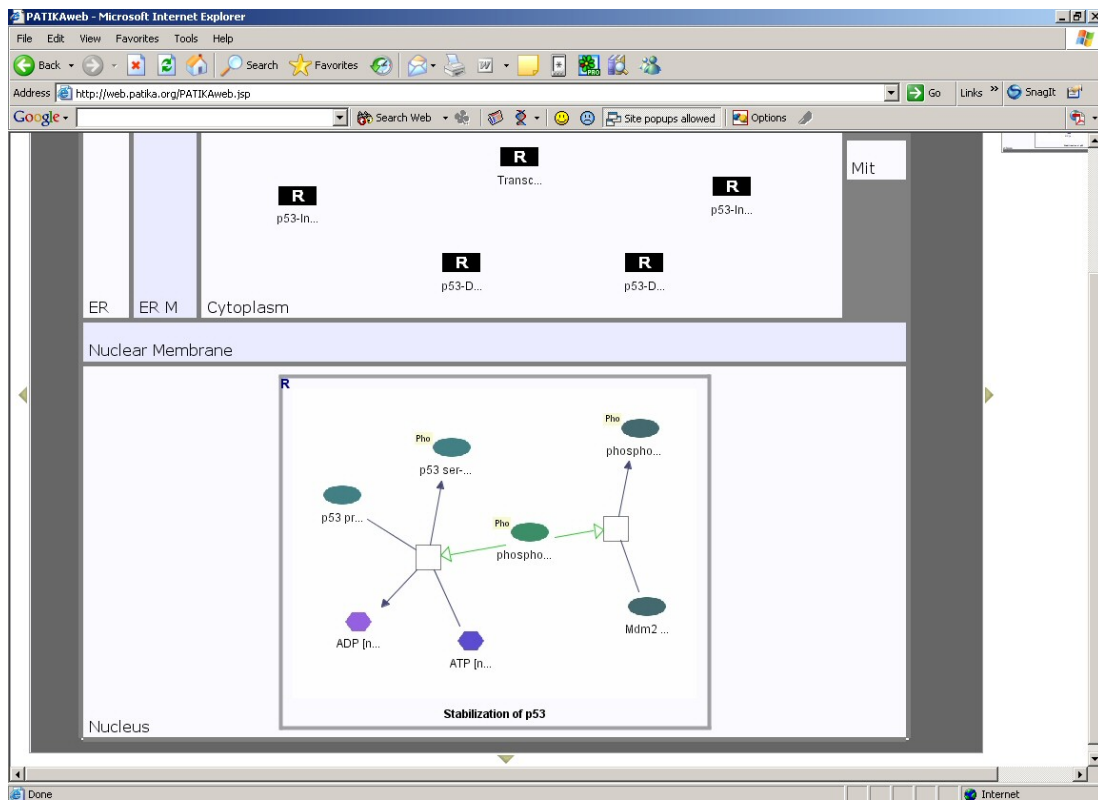 PATIKAweb - Microsoft Internet Explorer
File Edit View Favorites Tools Help
Back Search Favorites
Address http://web.patika.org/PATIKAweb.jsp Go Links » SnagIt
Google Search Web Site popups allowed Options
R
Transc...
Mit
R
p53-In...
R
p53-In...
R
p53-D...
R
p53-D...
ER ER M Cytoplasm
Nuclear Membrane
R
Pho
phospho...
Pho
p53 ser-...
p53 pr...
Pho
phospho...
Mdm2 ...
ADP [n...
ATP [n...
Stabilization of p53
Nucleus
Done Internet